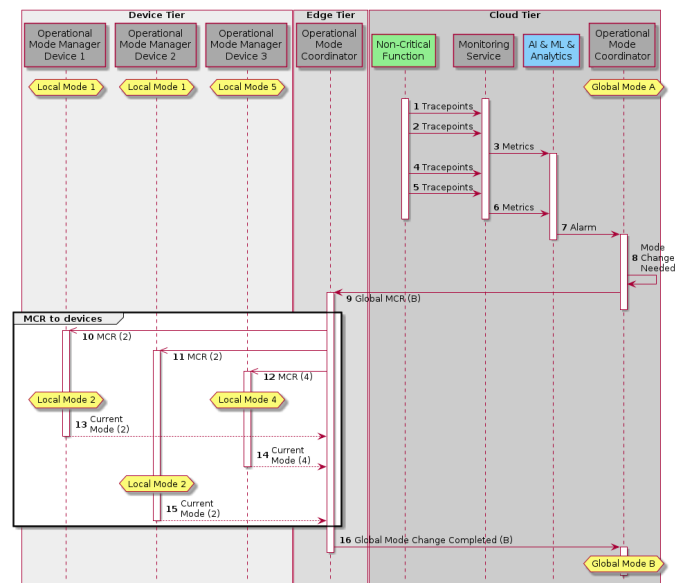 Device Tier
Edge Tier
Cloud Tier
Operational
Mode Manager
Device 1
Operational
Mode Manager
Device 2
Operational
Mode Manager
Device 3
Operational
Mode
Coordinator
Non-Critical
Function
Monitoring
Service
AI & ML &
Analytics
Operational
Mode
Coordinator
Local Mode 1
Local Mode 1
Local Mode 5
Global Mode A
1 Tracepoints
2 Tracepoints
3 Metrics
4 Tracepoints
5 Tracepoints
6 Metrics
7 Alarm
Mode
8 Change
Needed
9 Global MCR (B)
MCR to devices
10 MCR (2)
11 MCR (2)
12 MCR (4)
Local Mode 2
Local Mode 4
13 Current
Mode (2)
14 Current
Mode (4)
Local Mode 2
15 Current
Mode (2)
16 Global Mode Change Completed (B)
Global Mode B